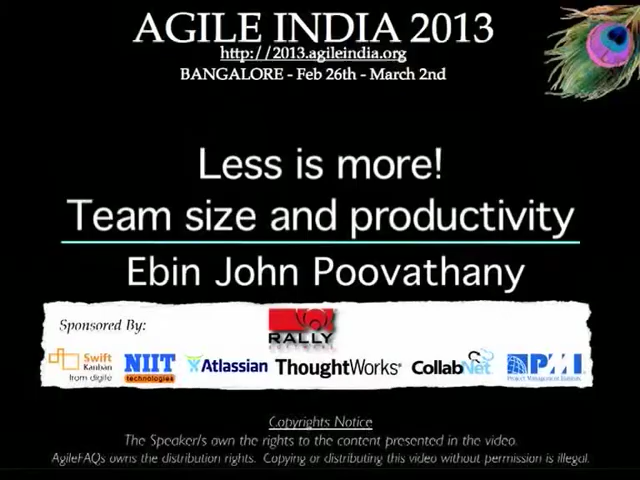 AGILE INDIA 2013
http://2013.agileindia.org
BANGALORE - Feb 26th - March 2nd
Less is more!
Team size and productivity
Ebin John Poovathany
Sponsored By:
RALLY
Swift Kanban from digite
NIIT technologies
Atlassian
ThoughtWorks®
CollabNet
PMI
Project Management Institute
Copyrights Notice
The Speaker/s own the rights to the content presented in the video.
AgileFAQs owns the distribution rights. Copying or distributing this video without permission is illegal.